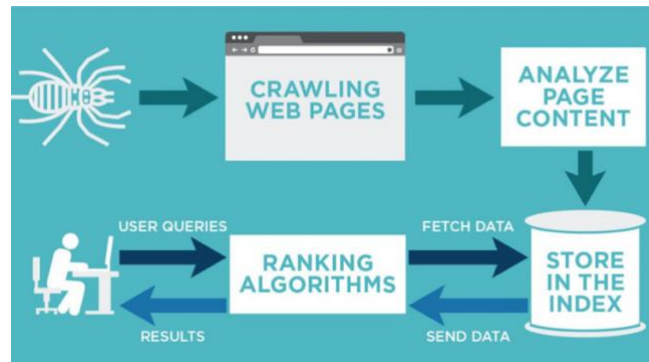 CRAWLING
WEB PAGES
ANALYZE
PAGE
CONTENT
USER QUERIES
FETCH DATA
RANKING
ALGORITHMS
STORE
IN THE
INDEX
RESULTS
SEND DATA